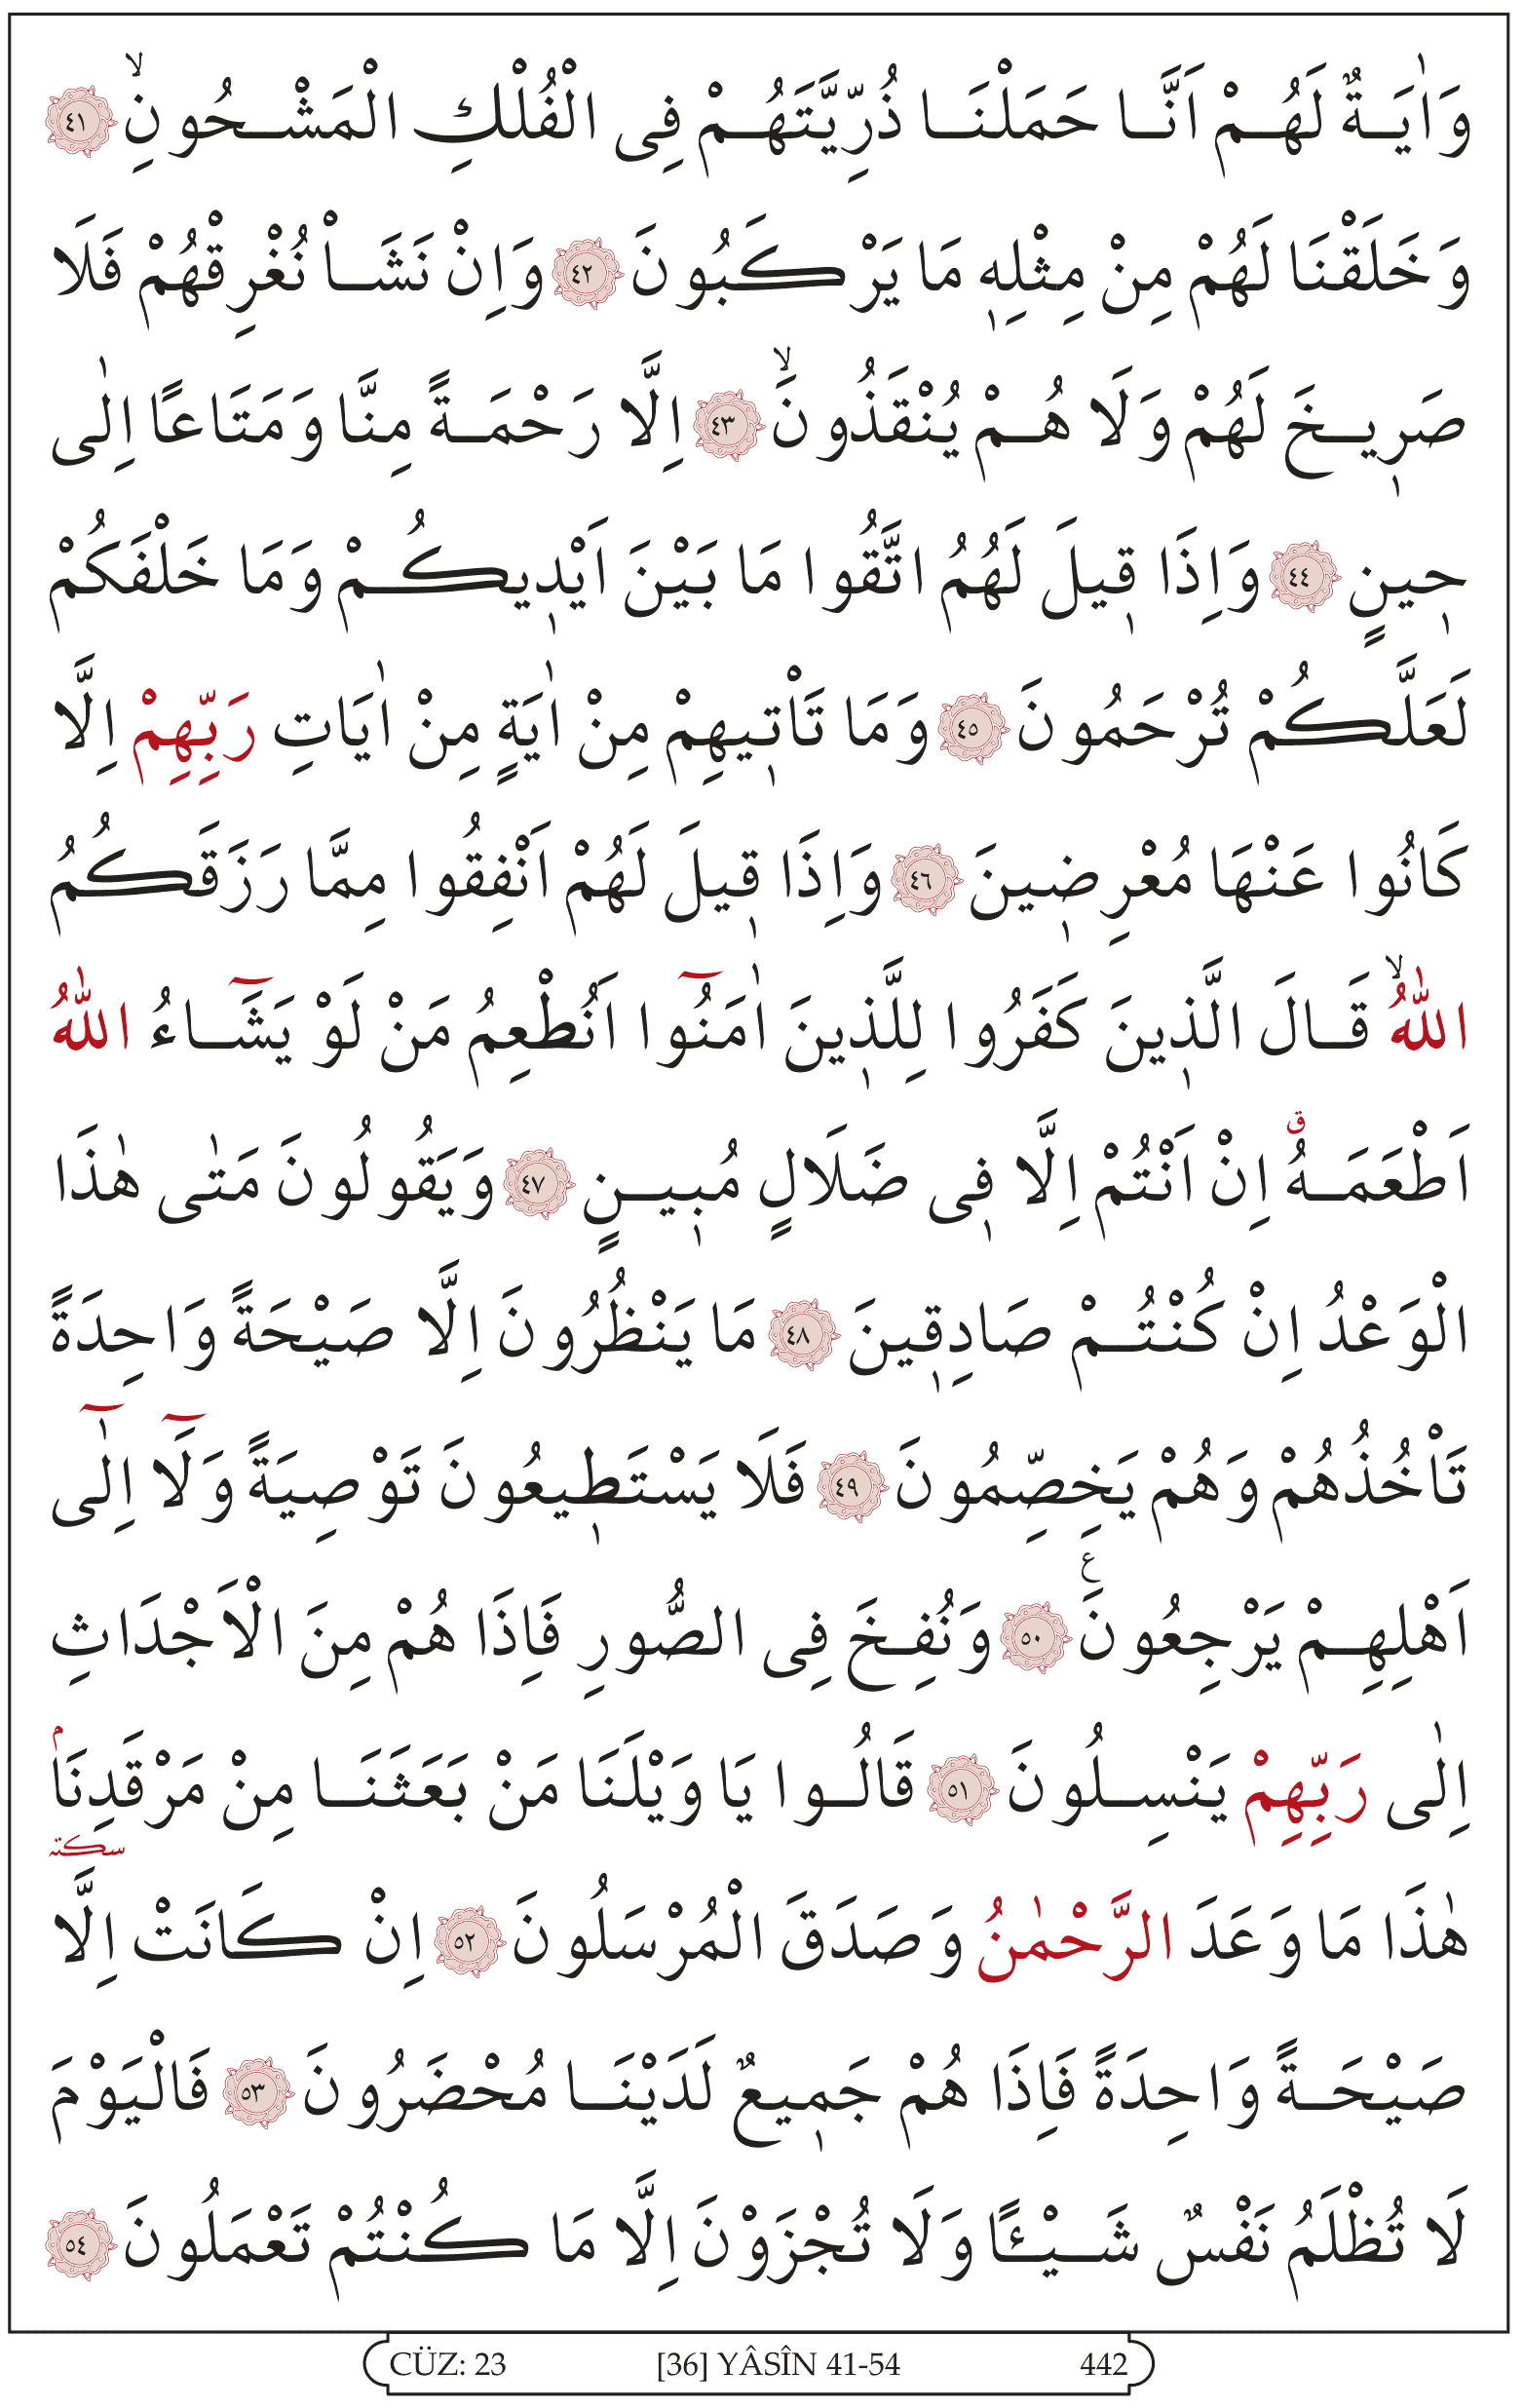 وَاٰيَةٌ لَهُمْ اَنَّا حَمَلْنَا ذُرِّيَّتَهُمْ فِى الْفُلْكِ الْمَشْحُونِۙ ﴿٤١﴾
وَخَلَقْنَا لَهُمْ مِنْ مِثْلِهٖ مَا يَرْكَبُونَ ﴿٤٢﴾ وَاِنْ نَشَأْ نُغْرِقْهُمْ فَلَا
صَرٖيخَ لَهُمْ وَلَا هُمْ يُنْقَذُونَۙ ﴿٤٣﴾ اِلَّا رَحْمَةً مِنَّا وَمَتَاعًا اِلٰى
حٖينٍ ﴿٤٤﴾ وَاِذَا قٖيلَ لَهُمُ اتَّقُوا مَا بَيْنَ اَيْدٖيكُمْ وَمَا خَلْفَكُمْ
لَعَلَّكُمْ تُرْحَمُونَ ﴿٤٥﴾ وَمَا تَأْتٖيهِمْ مِنْ اٰيَةٍ مِنْ اٰيَاتِ رَبِّهِمْ اِلَّا
كَانُوا عَنْهَا مُعْرِضٖينَ ﴿٤٦﴾ وَاِذَا قٖيلَ لَهُمْ اَنْفِقُوا مِمَّا رَزَقَكُمُ
اللّٰهُۙ قَالَ الَّذٖينَ كَفَرُوا لِلَّذٖينَ اٰمَنُٓوا اَنُطْعِمُ مَنْ لَوْ يَشَٓاءُ اللّٰهُ
اَطْعَمَهُࣗ اِنْ اَنْتُمْ اِلَّا فٖى ضَلَالٍ مُبٖينٍ ﴿٤٧﴾ وَيَقُولُونَ مَتٰى هٰذَا
الْوَعْدُ اِنْ كُنْتُمْ صَادِقٖينَ ﴿٤٨﴾ مَا يَنْظُرُونَ اِلَّا صَيْحَةً وَاحِدَةً
تَأْخُذُهُمْ وَهُمْ يَخِصِّمُونَ ﴿٤٩﴾ فَلَا يَسْتَطٖيعُونَ تَوْصِيَةً وَلَٓا اِلٰٓى
اَهْلِهِمْ يَرْجِعُونَࣖ ﴿٥٠﴾ وَنُفِخَ فِى الصُّورِ فَاِذَا هُمْ مِنَ الْاَجْدَاثِ
اِلٰى رَبِّهِمْ يَنْسِلُونَ ﴿٥١﴾ قَالُوا يَا وَيْلَنَا مَنْ بَعَثَنَا مِنْ مَرْقَدِنَاۢ
سكته
هٰذَا مَا وَعَدَ الرَّحْمٰنُ وَصَدَقَ الْمُرْسَلُونَ ﴿٥٢﴾ اِنْ كَانَتْ اِلَّا
صَيْحَةً وَاحِدَةً فَاِذَا هُمْ جَمٖيعٌ لَدَيْنَا مُحْضَرُونَ ﴿٥٣﴾ فَالْيَوْمَ
لَا تُظْلَمُ نَفْسٌ شَيْـًٔا وَلَا تُجْزَوْنَ اِلَّا مَا كُنْتُمْ تَعْمَلُونَ ﴿٥٤﴾
CÜZ: 23 [36] YÂSÎN 41-54 442